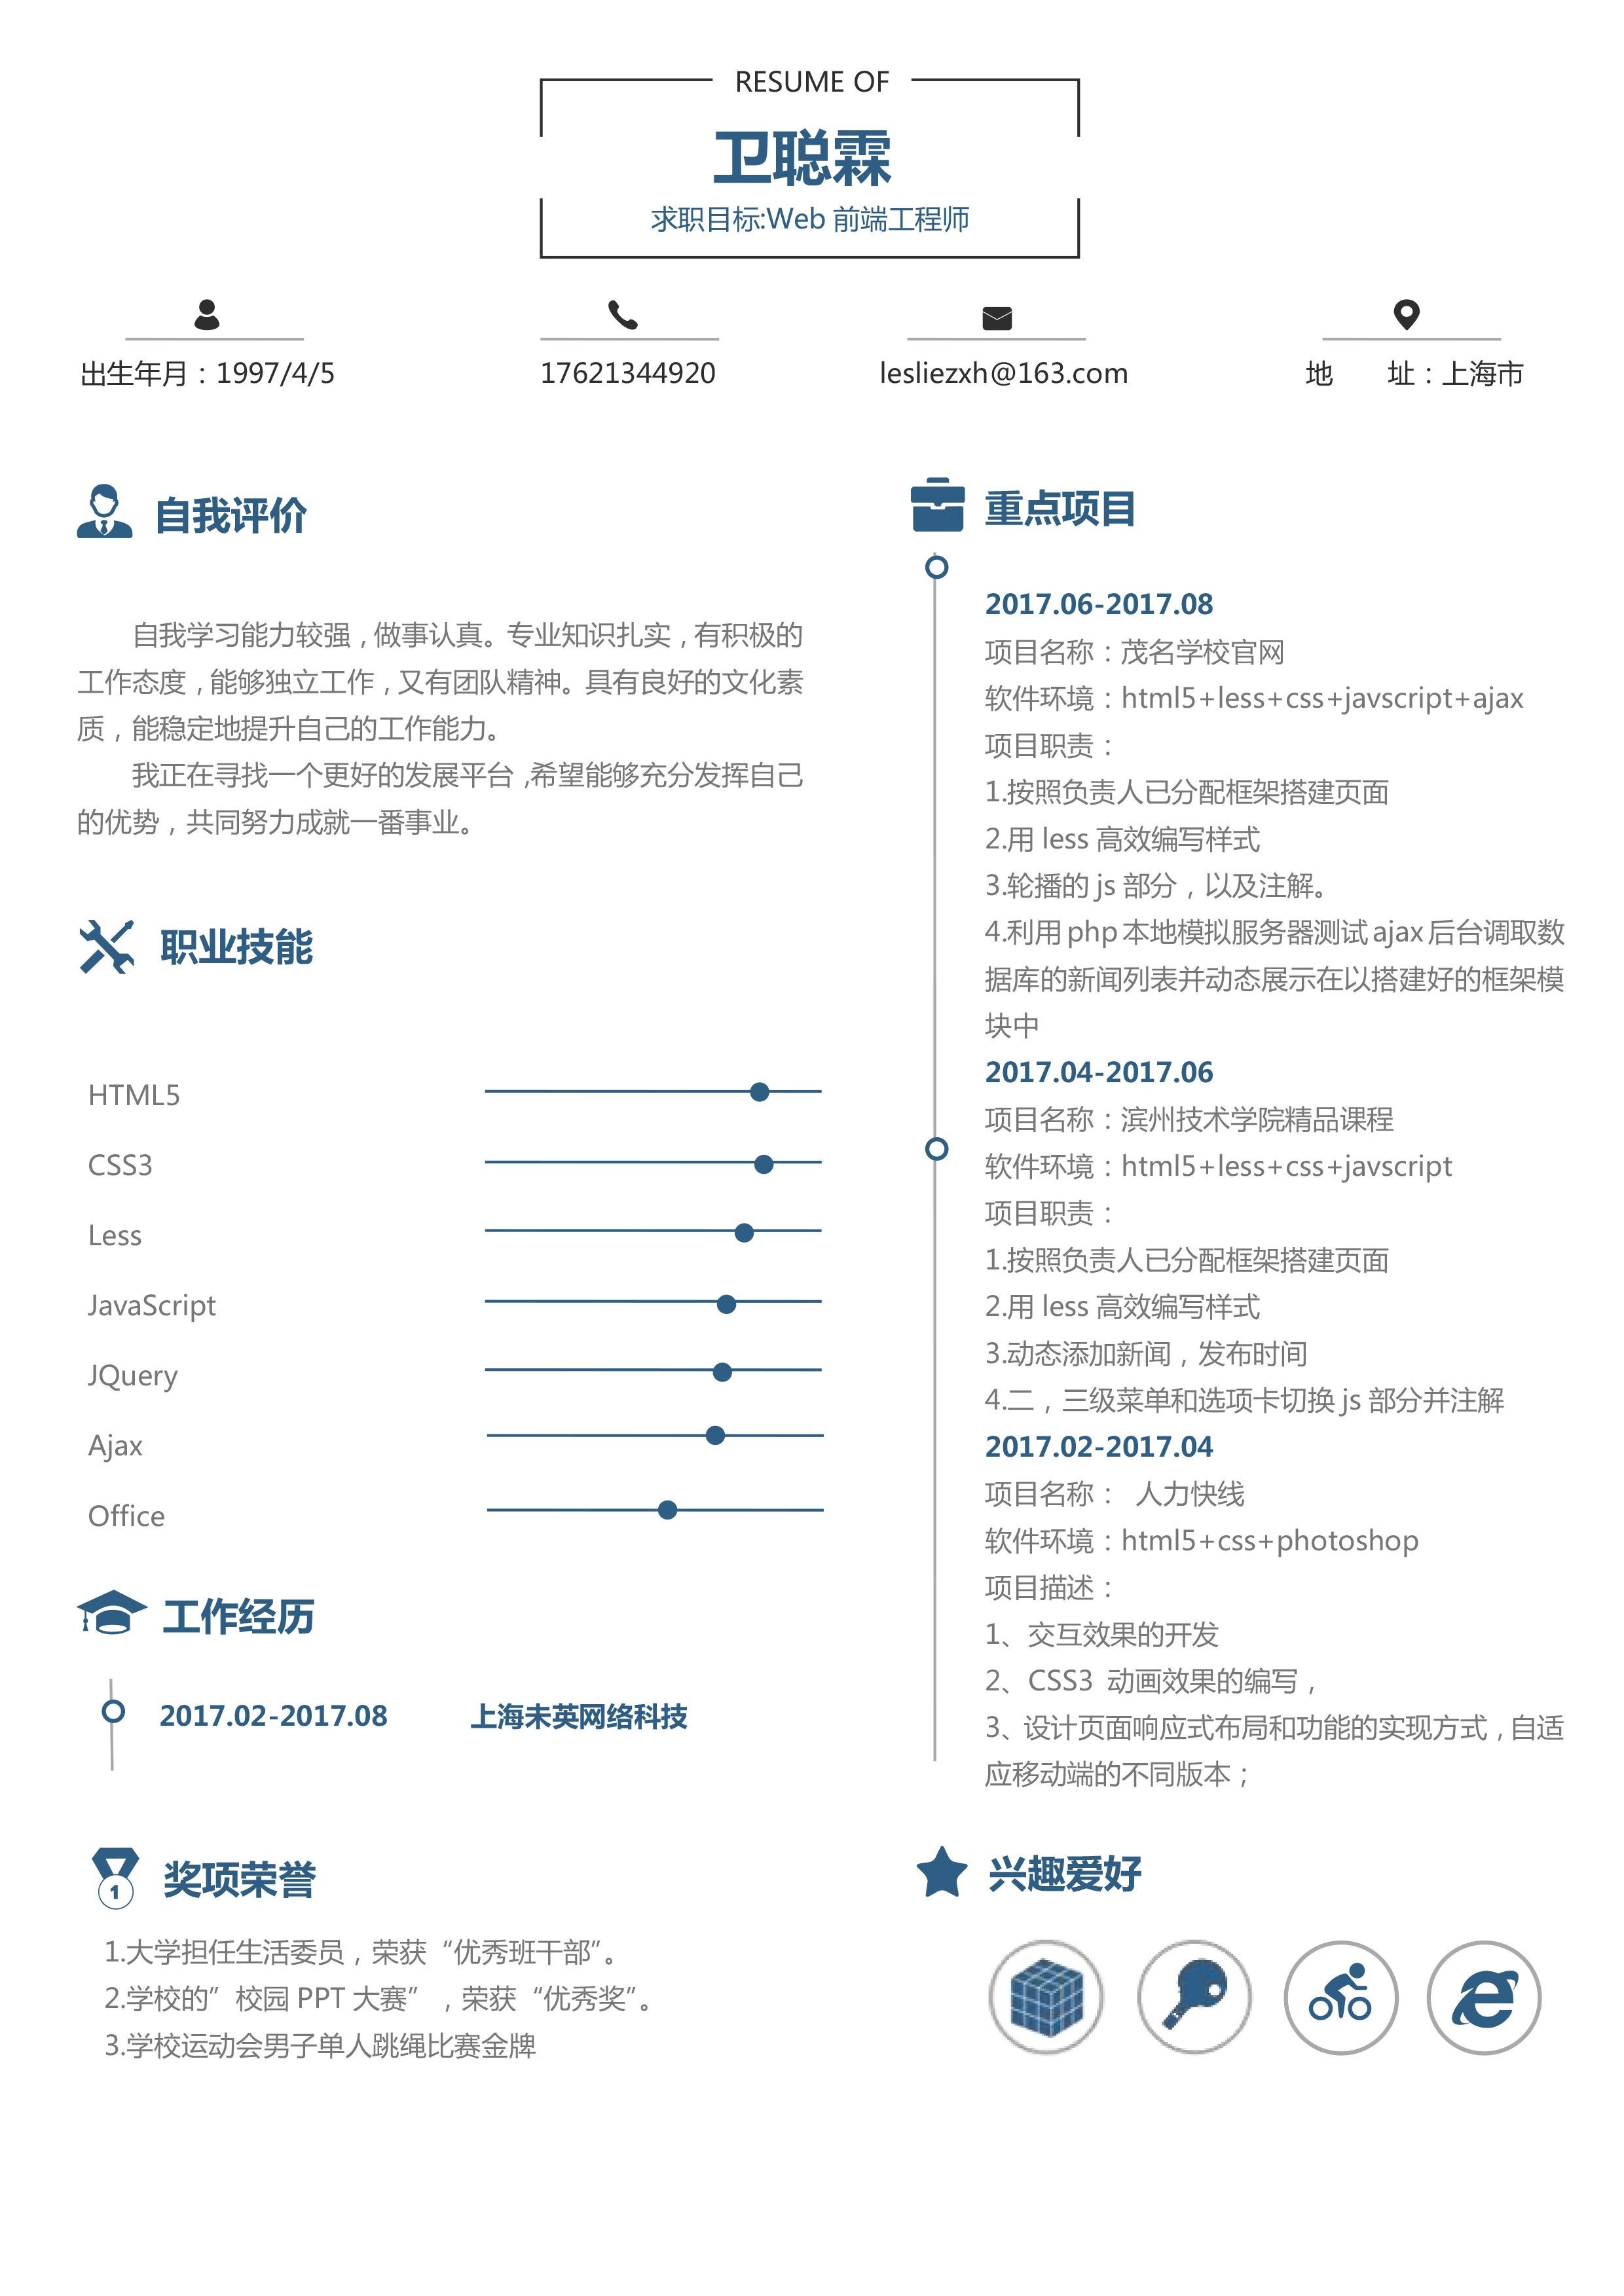 RESUME OF
卫聪霖
求职目标:Web 前端工程师
出生年月：1997/4/5
17621344920
lesliezxh@163.com
地　　址：上海市
自我评价
自我学习能力较强，做事认真。专业知识扎实，有积极的
工作态度，能够独立工作，又有团队精神。具有良好的文化素
质，能稳定地提升自己的工作能力。
我正在寻找一个更好的发展平台，希望能够充分发挥自己
的优势，共同努力成就一番事业。
职业技能
HTML5
CSS3
Less
JavaScript
JQuery
Ajax
Office
工作经历
2017.02-2017.08　　上海未英网络科技
奖项荣誉
1
1.大学担任生活委员，荣获“优秀班干部”。
2.学校的”校园 PPT 大赛”，荣获“优秀奖”。
3.学校运动会男子单人跳绳比赛金牌
重点项目
2017.06-2017.08
项目名称：茂名学校官网
软件环境：html5+less+css+javscript+ajax
项目职责：
1.按照负责人已分配框架搭建页面
2.用 less 高效编写样式
3.轮播的 js 部分，以及注解。
4.利用 php 本地模拟服务器测试 ajax 后台调取数
据库的新闻列表并动态展示在以搭建好的框架模
块中
2017.04-2017.06
项目名称：滨州技术学院精品课程
软件环境：html5+less+css+javscript
项目职责：
1.按照负责人已分配框架搭建页面
2.用 less 高效编写样式
3.动态添加新闻，发布时间
4.二，三级菜单和选项卡切换 js 部分并注解
2017.02-2017.04
项目名称： 人力快线
软件环境：html5+css+photoshop
项目描述：
1、交互效果的开发
2、CSS3 动画效果的编写，
3、设计页面响应式布局和功能的实现方式，自适
应移动端的不同版本；
兴趣爱好